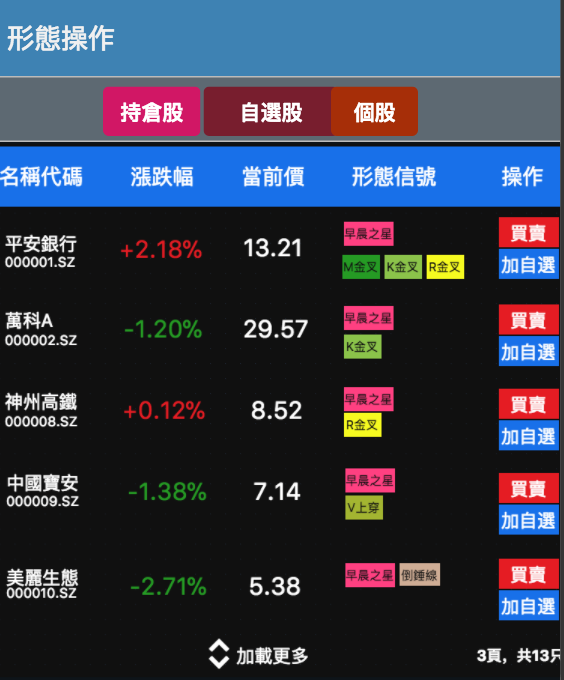 形態操作
持倉股 自選股 個股
名稱代碼 漲跌幅 當前價 形態信號 操作
平安銀行 +2.18% 13.21 早晨之星 買賣
000001.SZ M金叉 K金叉 R金叉 加自選
萬科A -1.20% 29.57 早晨之星 買賣
000002.SZ K金叉 加自選
神州高鐵 +0.12% 8.52 早晨之星 買賣
000008.SZ R金叉 加自選
中國寶安 -1.38% 7.14 早晨之星 買賣
000009.SZ V上穿 加自選
美麗生態 -2.71% 5.38 早晨之星 倒錘線 買賣
000010.SZ 加自選
加載更多 3頁，共13只